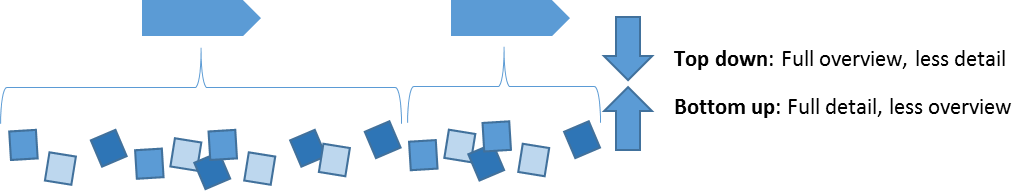 Top down: Full overview, less detail
Bottom up: Full detail, less overview